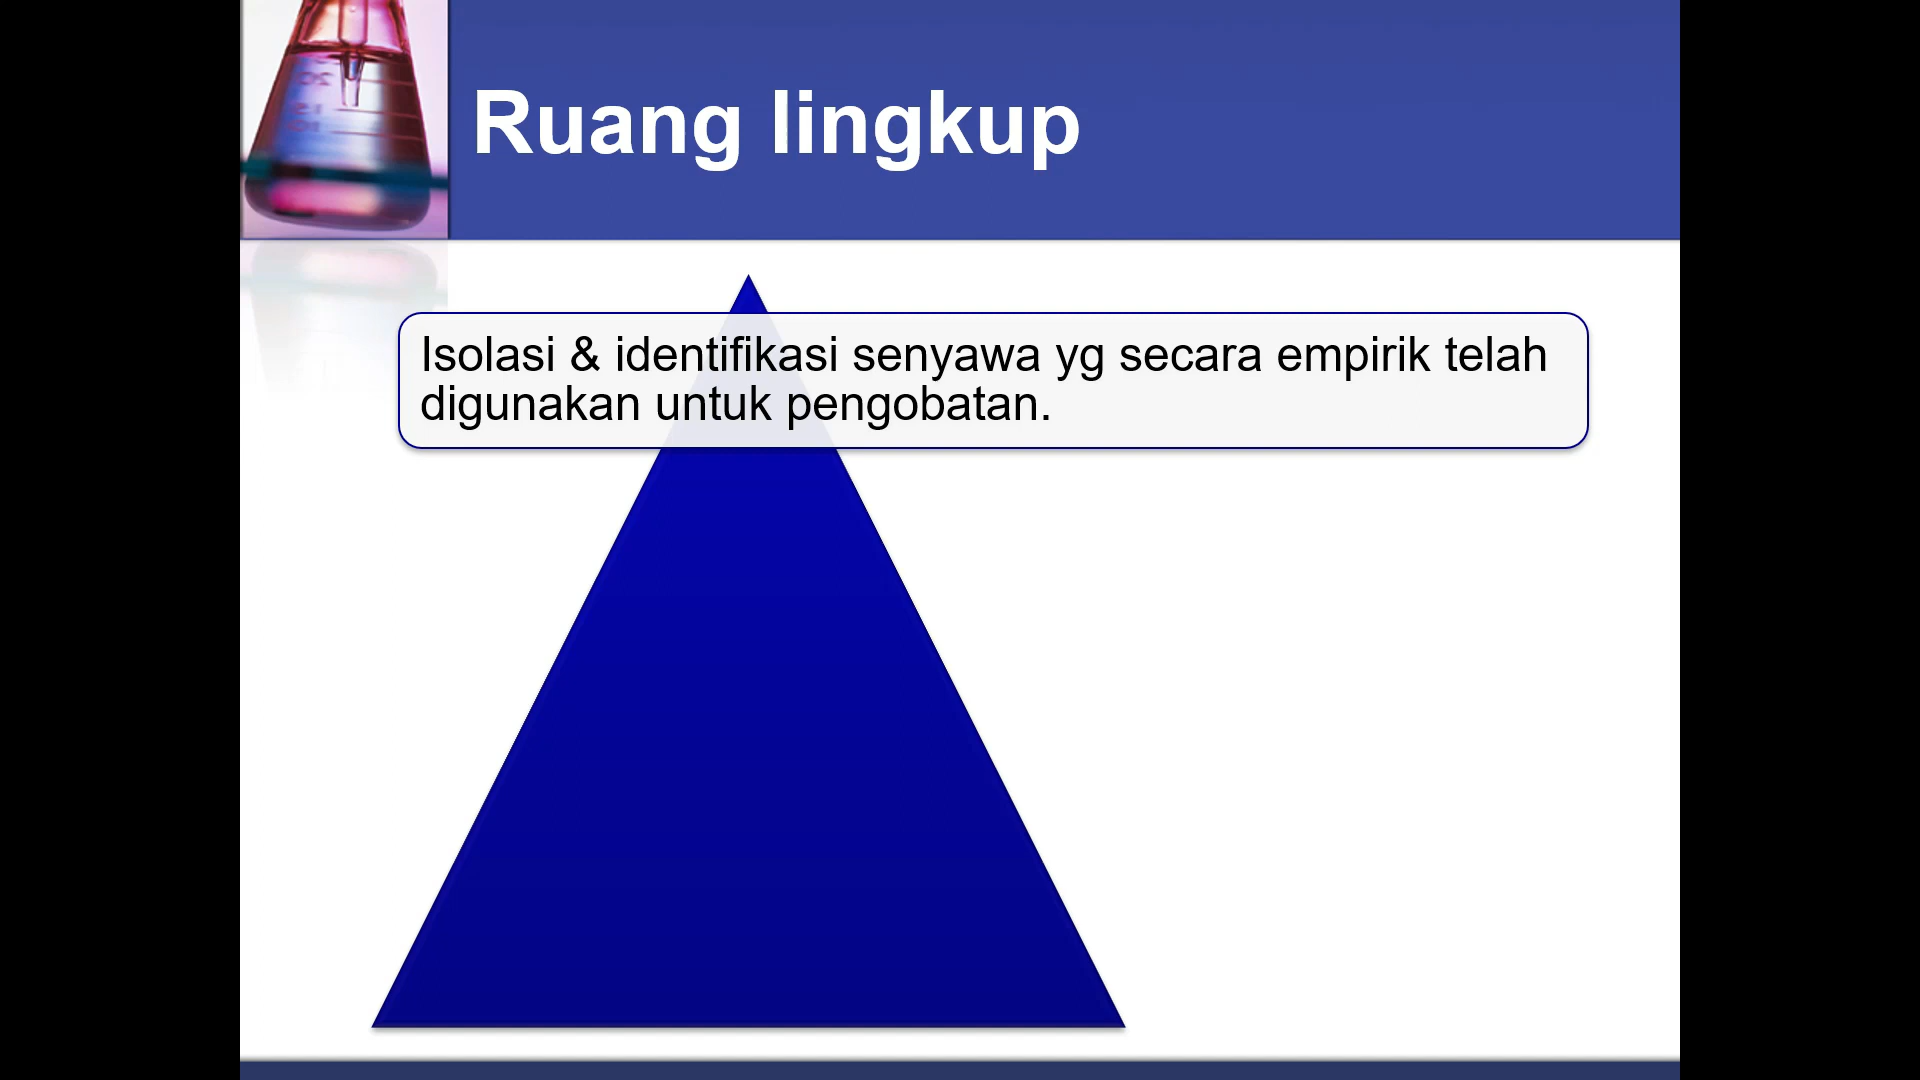 Ruang lingkup
Isolasi & identifikasi senyawa yg secara empirik telah
digunakan untuk pengobatan.